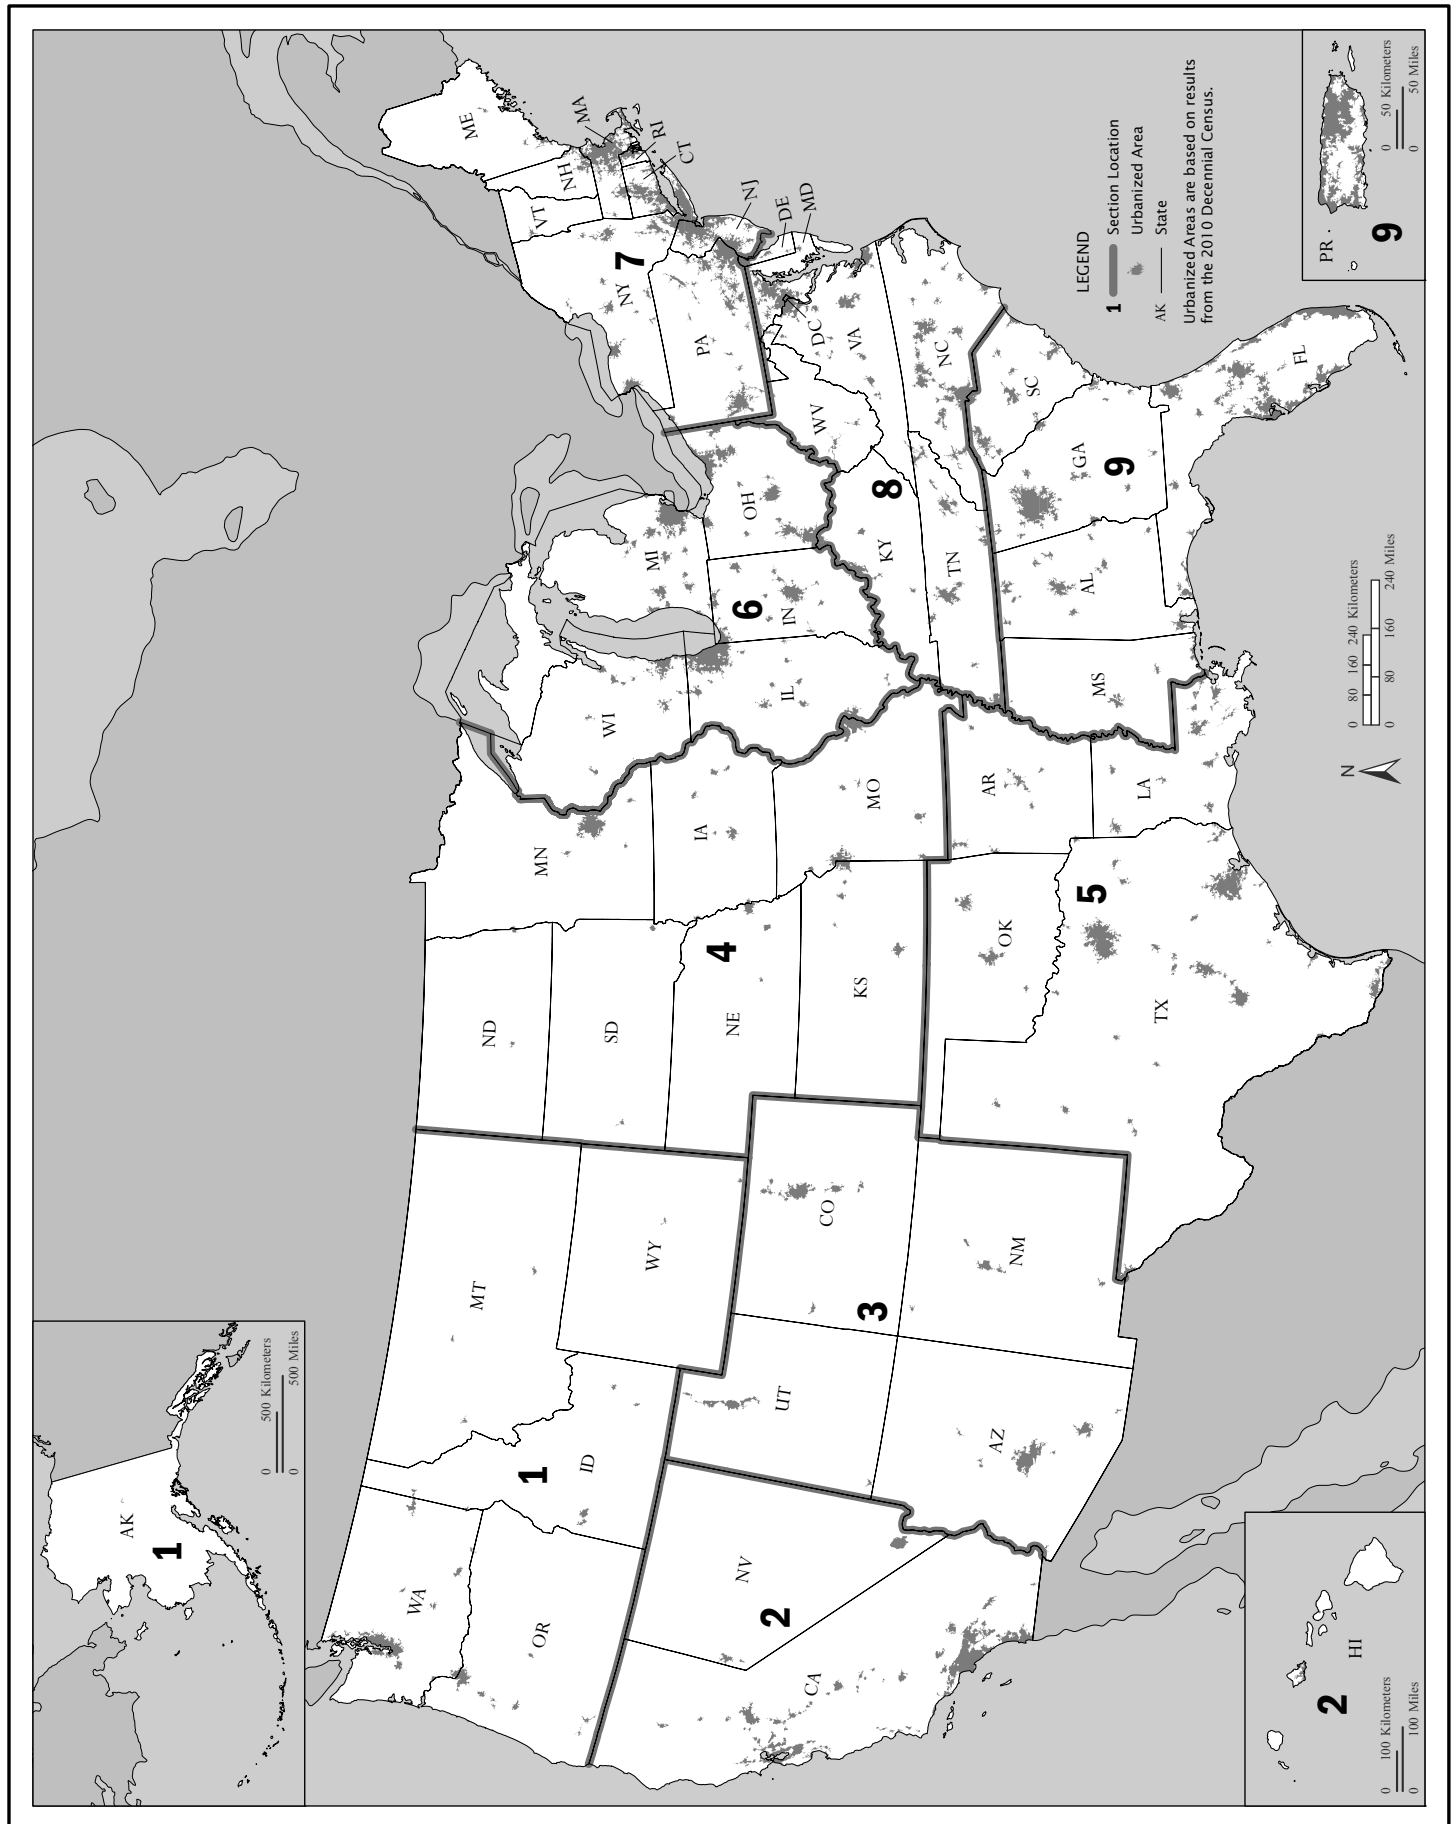 AK
1
0 500 Kilometers
0 500 Miles
WA
OR
ID
1
MT
WY
NV
2
CA
UT
CO
3
AZ
NM
ND
SD
NE
4
KS
MN
IA
MO
OK
AR
TX
5
LA
WI
MI
IL
IN
6
OH
KY
8
TN
WV
VA
DC
NC
MS
AL
GA
9
SC
FL
ME
NH
VT
MA
RI
CT
NY
7
PA
NJ
DE
MD
2
HI
0 100 Kilometers
0 100 Miles
N
0 80 160 240 Kilometers
0 80 160 240 Miles
LEGEND
1 Section Location
Urbanized Area
AK State
Urbanized Areas are based on results
from the 2010 Decennial Census.
PR
9
0 50 Kilometers
0 50 Miles